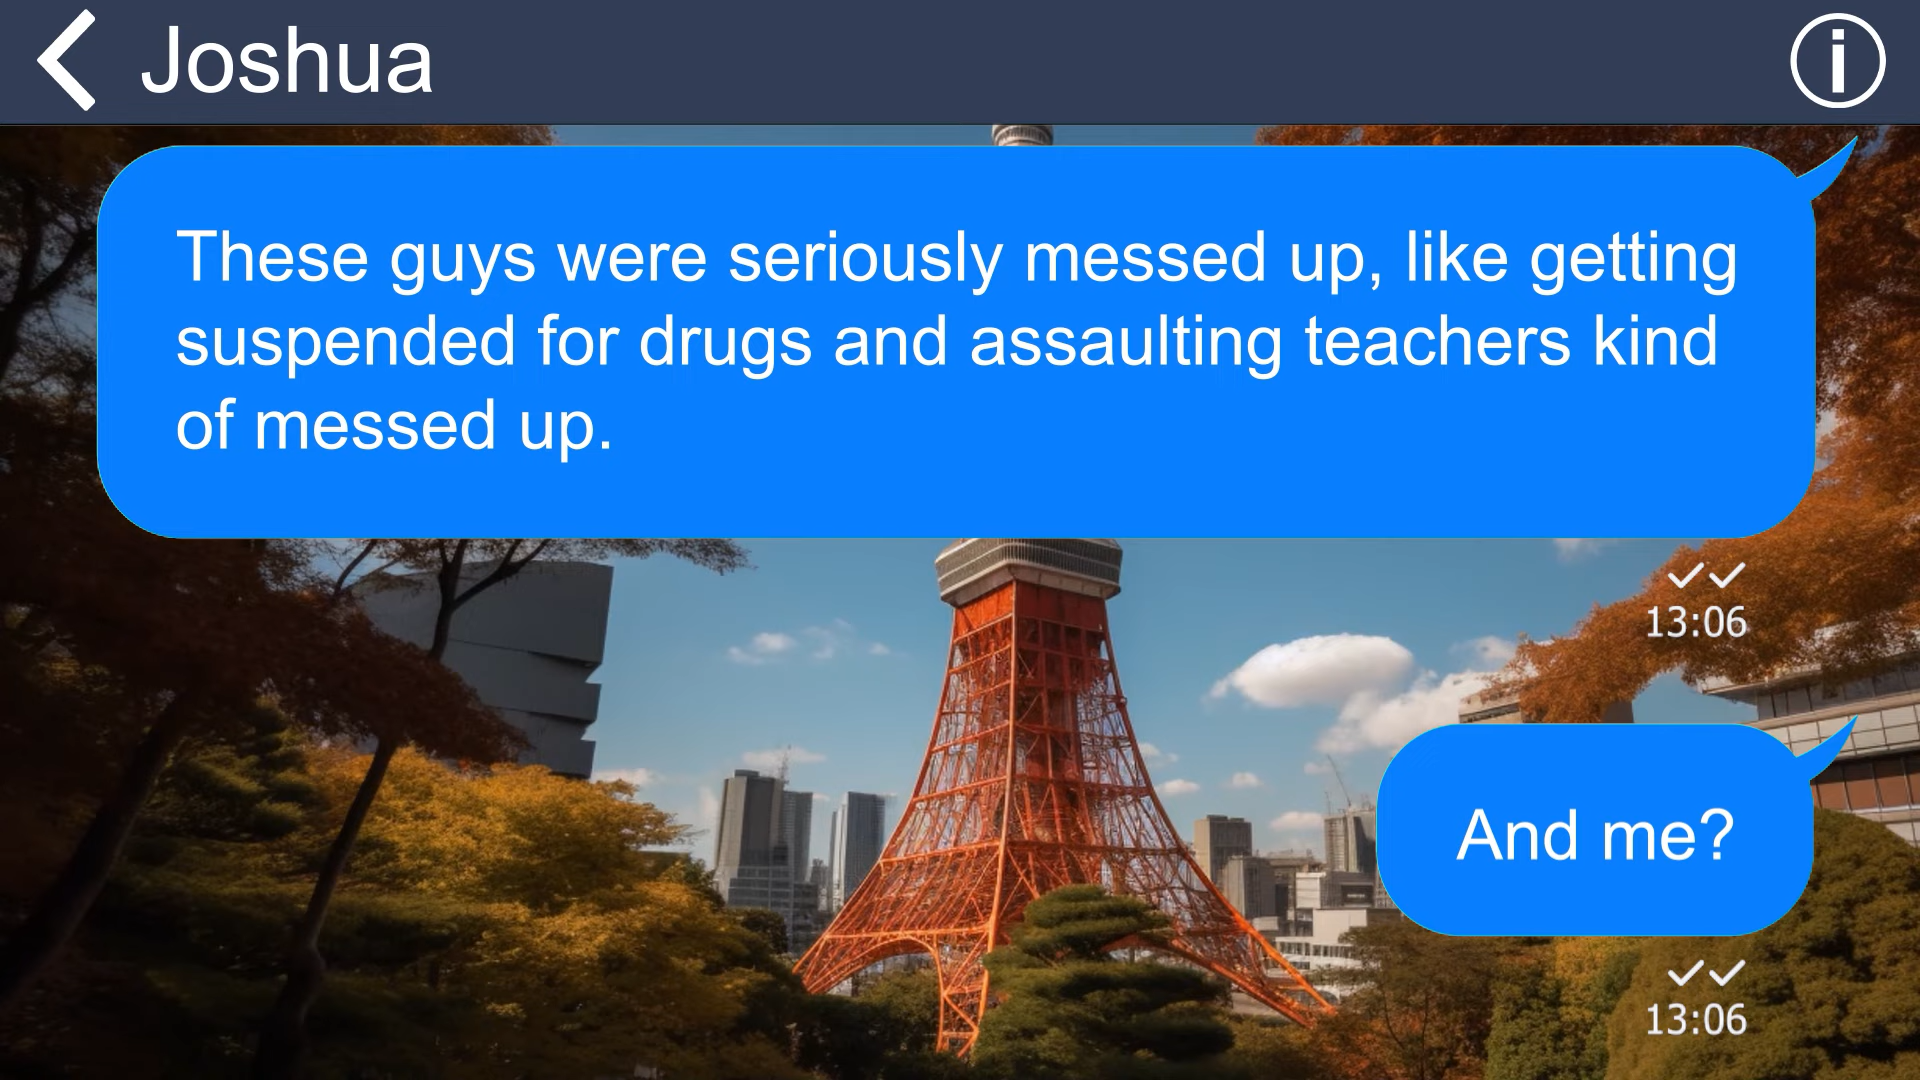 Joshua
These guys were seriously messed up, like getting
suspended for drugs and assaulting teachers kind
of messed up.
13:06
And me?
13:06